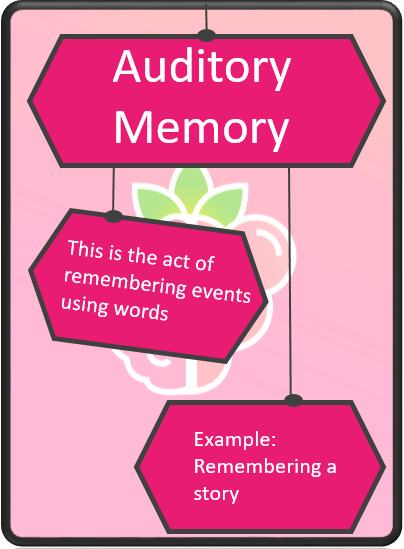 Auditory
Memory
This is the act of
remembering events
using words
Example:
Remembering a
story